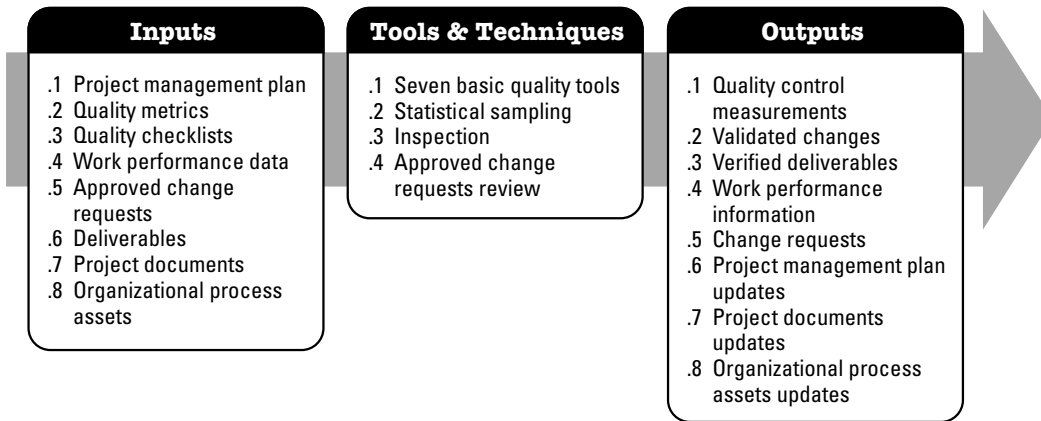 Inputs
.1 Project management plan
.2 Quality metrics
.3 Quality checklists
.4 Work performance data
.5 Approved change
requests
.6 Deliverables
.7 Project documents
.8 Organizational process
assets
Tools & Techniques
.1 Seven basic quality tools
.2 Statistical sampling
.3 Inspection
.4 Approved change
requests review
Outputs
.1 Quality control
measurements
.2 Validated changes
.3 Verified deliverables
.4 Work performance
information
.5 Change requests
.6 Project management plan
updates
.7 Project documents
updates
.8 Organizational process
assets updates